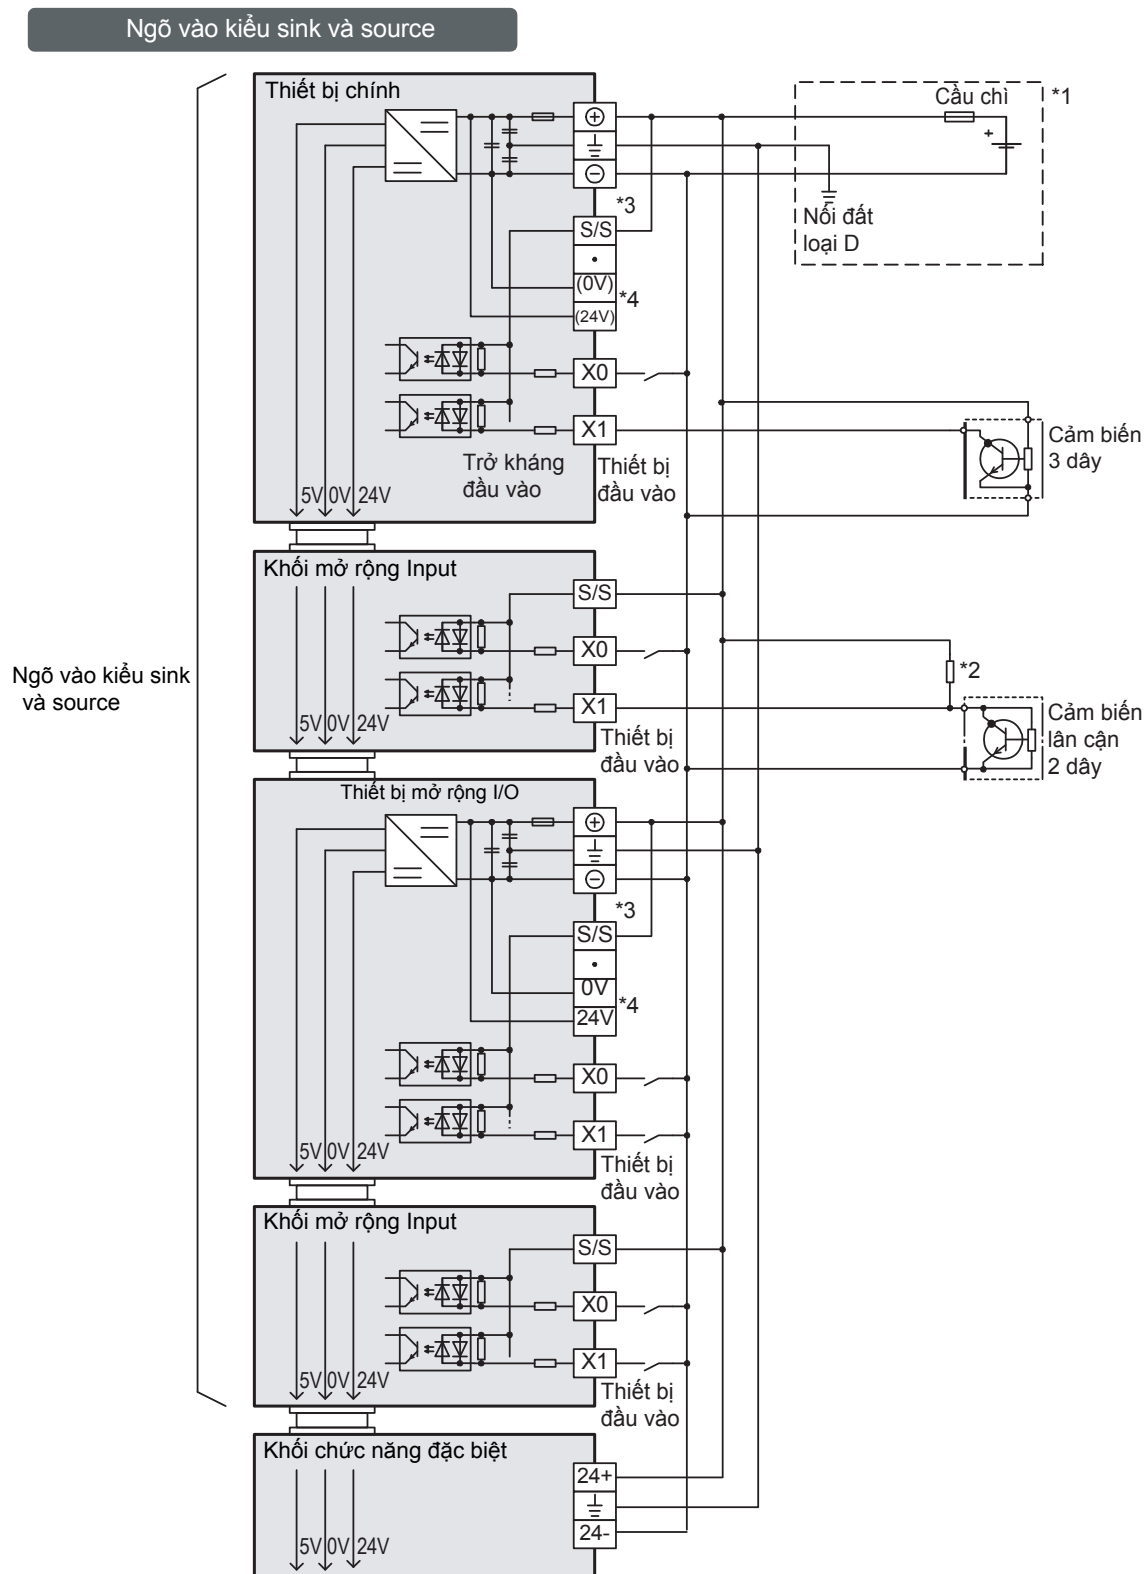 Ngõ vào kiểu sink và source
Thiết bị chính
Cầu chì
*1
+
Nối đất
loại D
*3
S/S
(0V)
*4
(24V)
X0
X1
Trở kháng
đầu vào
Thiết bị
đầu vào
Cảm biến
3 dây
5V 0V 24V
Khối mở rộng Input
S/S
X0
X1
*2
Cảm biến
lân cận
2 dây
5V 0V 24V
Thiết bị
đầu vào
Ngõ vào kiểu sink
và source
Thiết bị mở rộng I/O
*3
S/S
0V
*4
24V
X0
X1
5V 0V 24V
Thiết bị
đầu vào
Khối mở rộng Input
S/S
X0
X1
5V 0V 24V
Thiết bị
đầu vào
Khối chức năng đặc biệt
24+
24-
5V 0V 24V